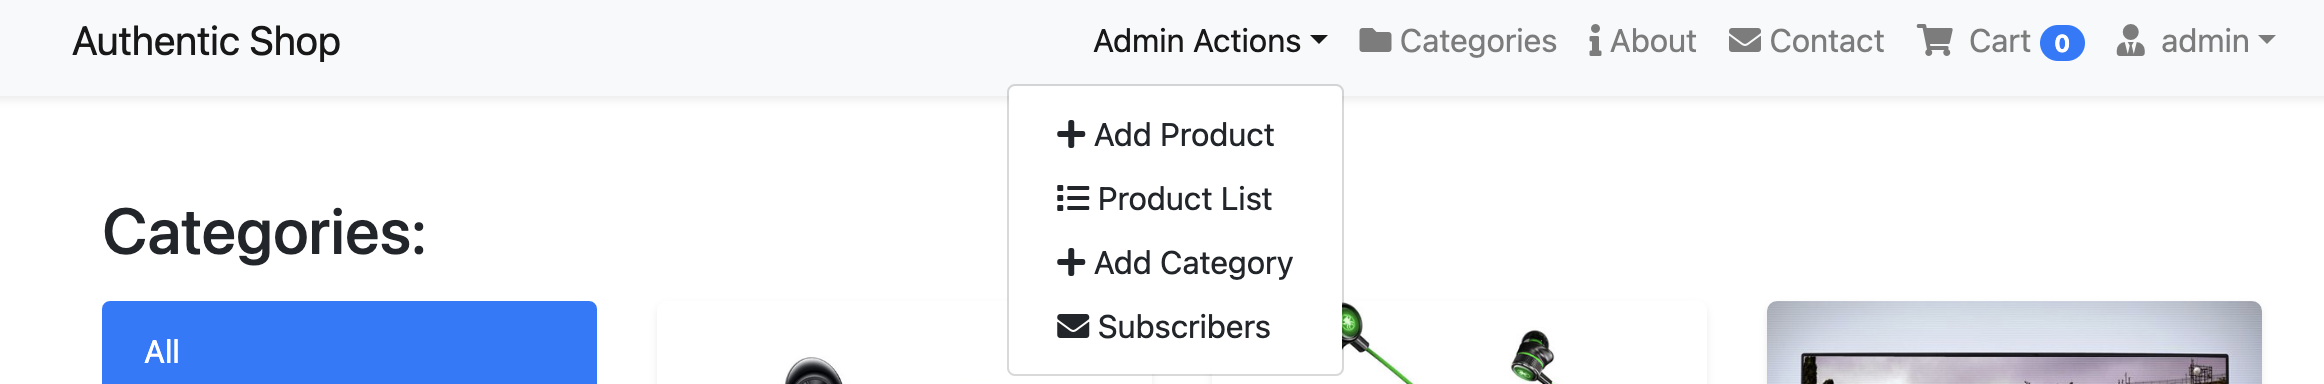 Authentic Shop
Admin Actions
Categories
About
Contact
Cart 0
admin
Add Product
Product List
Add Category
Subscribers
Categories:
All